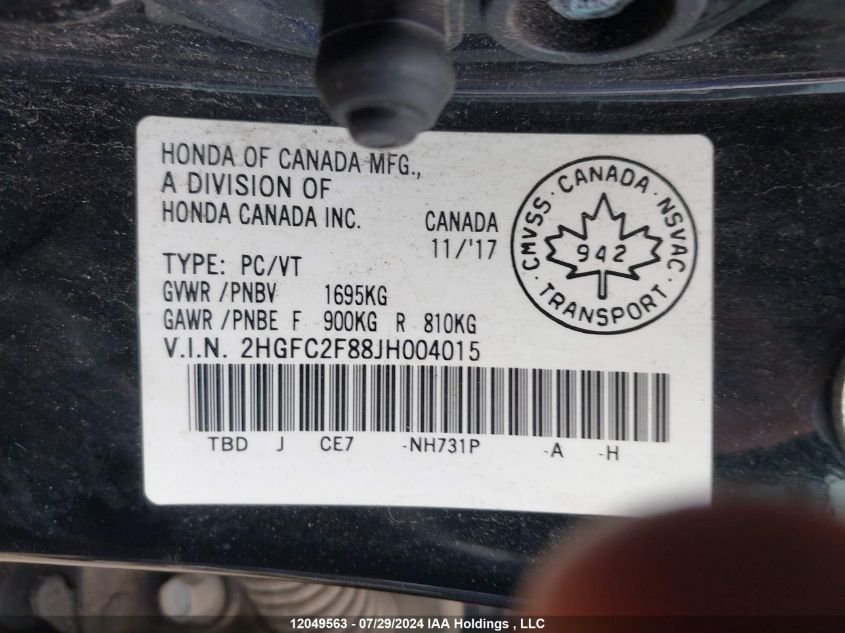 HONDA OF CANADA MFG.,
A DIVISION OF
HONDA CANADA INC.
CANADA
11/'17
TYPE: PC/VT
GVWR /PNBV 1695KG
GAWR /PNBE F 900KG R 810KG
V.I.N. 2HGFC2F88JH004015
TBD J CE7 -NH731P -A -H
CMVSS · CANADA · NSVAC · TRANSPORT ·
942
12049563 - 07/29/2024 IAA Holdings , LLC